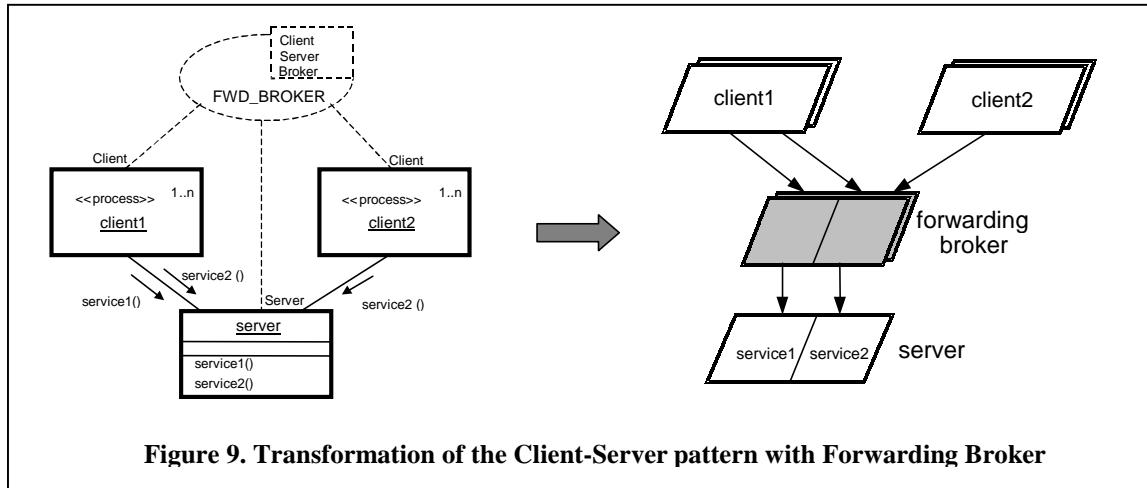 Client
Server
Broker
FWD_BROKER
Client
Client
<<process>>
1..n
client1
<<process>>
1..n
client2
service2 ()
service1()
Server
service2 ()
server
service1()
service2()
client1
client2
forwarding
broker
service1
service2
server
Figure 9. Transformation of the Client-Server pattern with Forwarding Broker